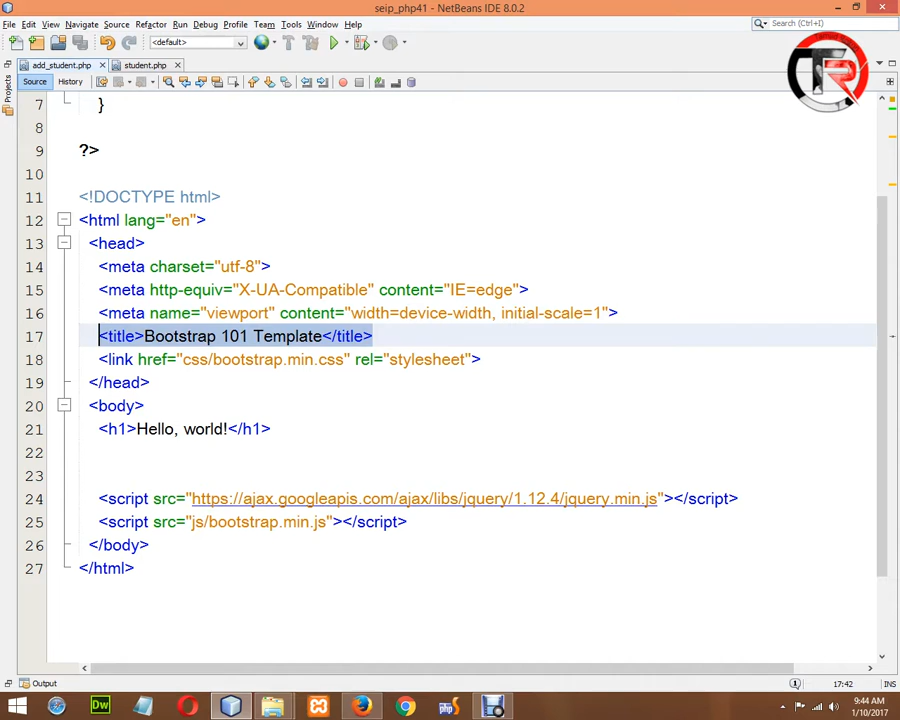 seip_php41 - NetBeans IDE 8.0.2
File Edit View Navigate Source Refactor Run Debug Profile Team Tools Window Help
Search (Ctrl+I)
<default>
add_student.php student.php
Source History
Projects
TR
7 }
8
9 ?>
10
11 <!DOCTYPE html>
12 <html lang="en">
13 <head>
14 <meta charset="utf-8">
15 <meta http-equiv="X-UA-Compatible" content="IE=edge">
16 <meta name="viewport" content="width=device-width, initial-scale=1">
17 <title>Bootstrap 101 Template</title>
18 <link href="css/bootstrap.min.css" rel="stylesheet">
19 </head>
20 <body>
21 <h1>Hello, world!</h1>
22
23
24 <script src="https://ajax.googleapis.com/ajax/libs/jquery/1.12.4/jquery.min.js"></script>
25 <script src="js/bootstrap.min.js"></script>
26 </body>
27 </html>
Output
17:42 INS
Dw
php
9:44 AM
1/10/2017